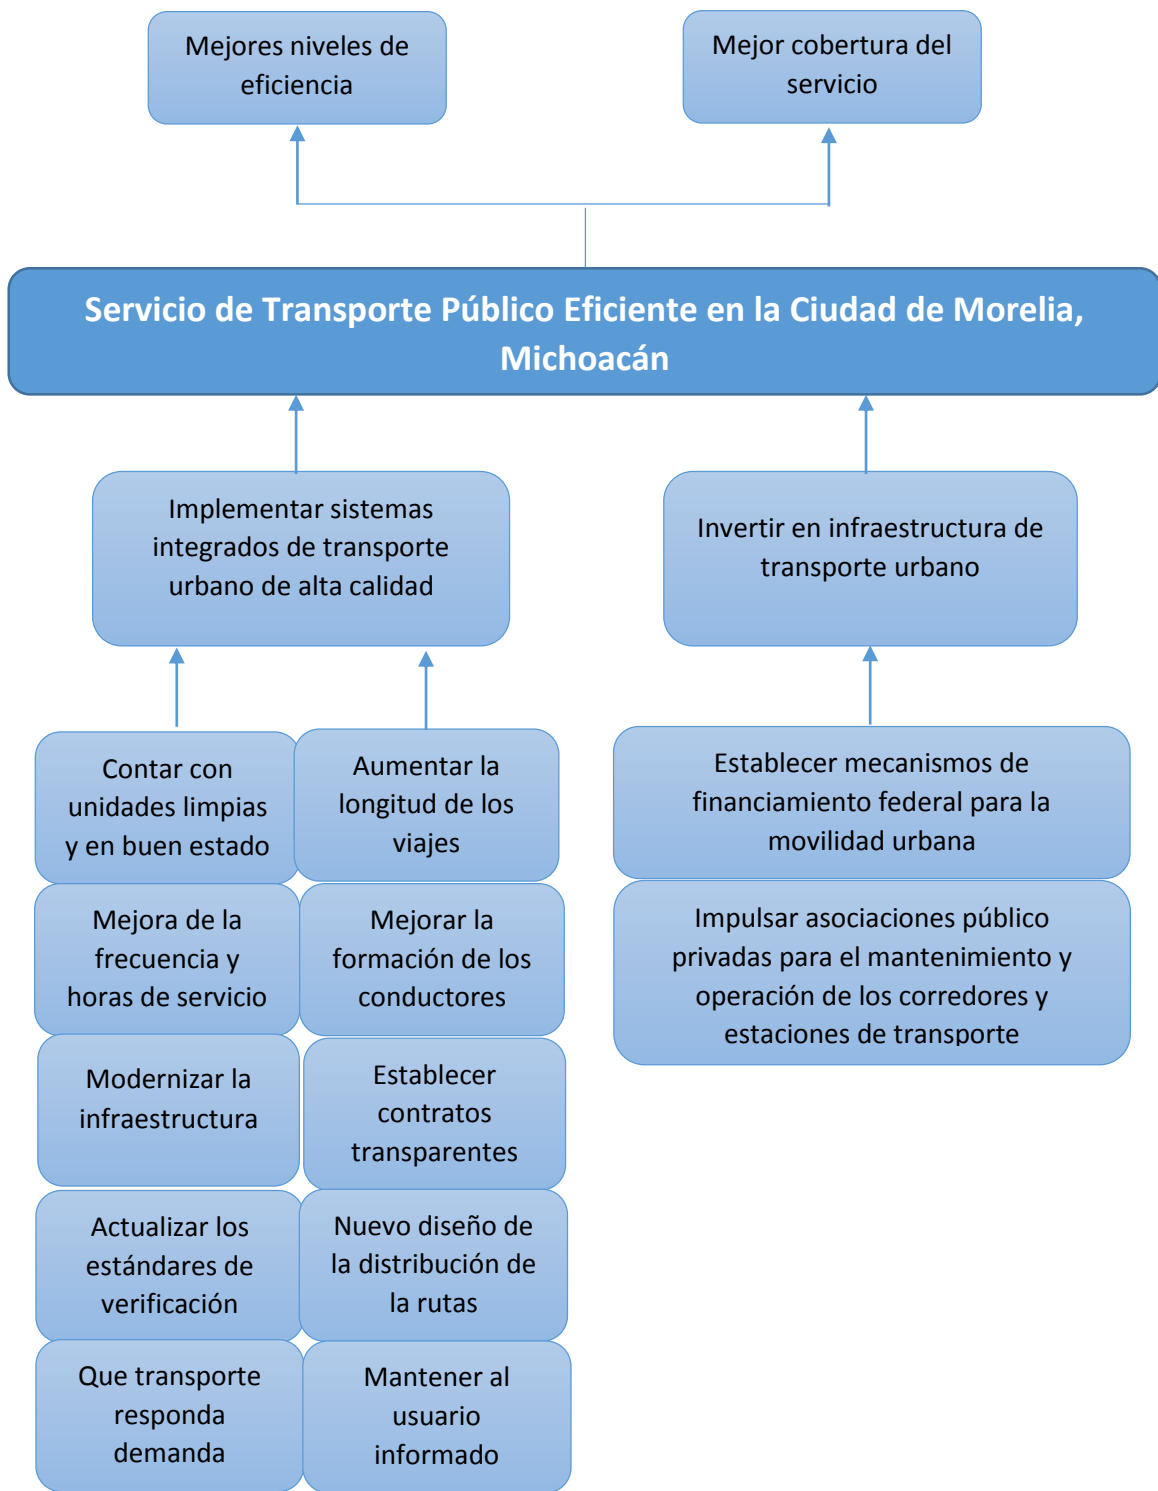 Mejores niveles de
eficiencia
Mejor cobertura del
servicio
Servicio de Transporte Público Eficiente en la Ciudad de Morelia,
Michoacán
Implementar sistemas
integrados de transporte
urbano de alta calidad
Invertir en infraestructura de
transporte urbano
Contar con
unidades limpias
y en buen estado
Aumentar la
longitud de los
viajes
Establecer mecanismos de
financiamiento federal para la
movilidad urbana
Mejora de la
frecuencia y
horas de servicio
Mejorar la
formación de los
conductores
Impulsar asociaciones público
privadas para el mantenimiento y
operación de los corredores y
estaciones de transporte
Modernizar la
infraestructura
Establecer
contratos
transparentes
Actualizar los
estándares de
verificación
Nuevo diseño de
la distribución de
la rutas
Que transporte
responda
demanda
Mantener al
usuario
informado